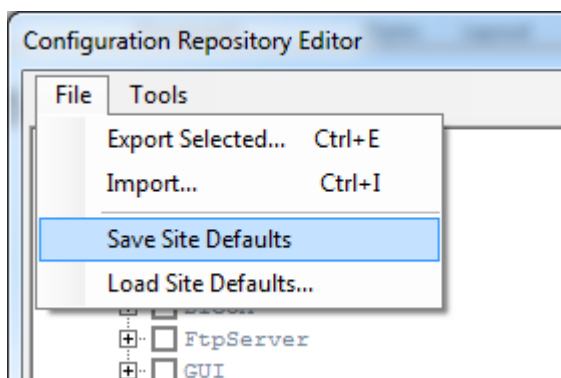 Configuration Repository Editor
File Tools
Export Selected... Ctrl+E
Import... Ctrl+I
Save Site Defaults
Load Site Defaults...
FtpServer
GUI